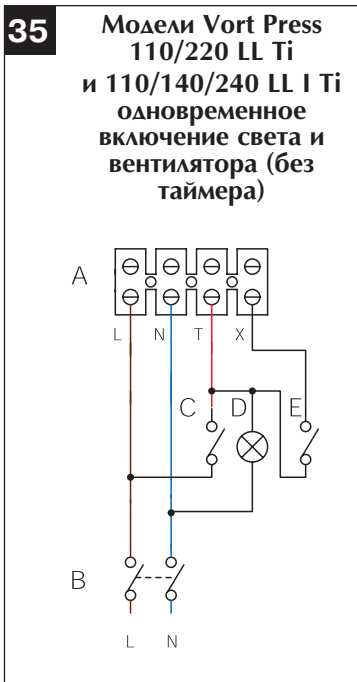 35
Модели Vort Press
110/220 LL Ti
и 110/140/240 LL I Ti
одновременное
включение света и
вентилятора (без
таймера)
A
L N T X
C D E
B
L N